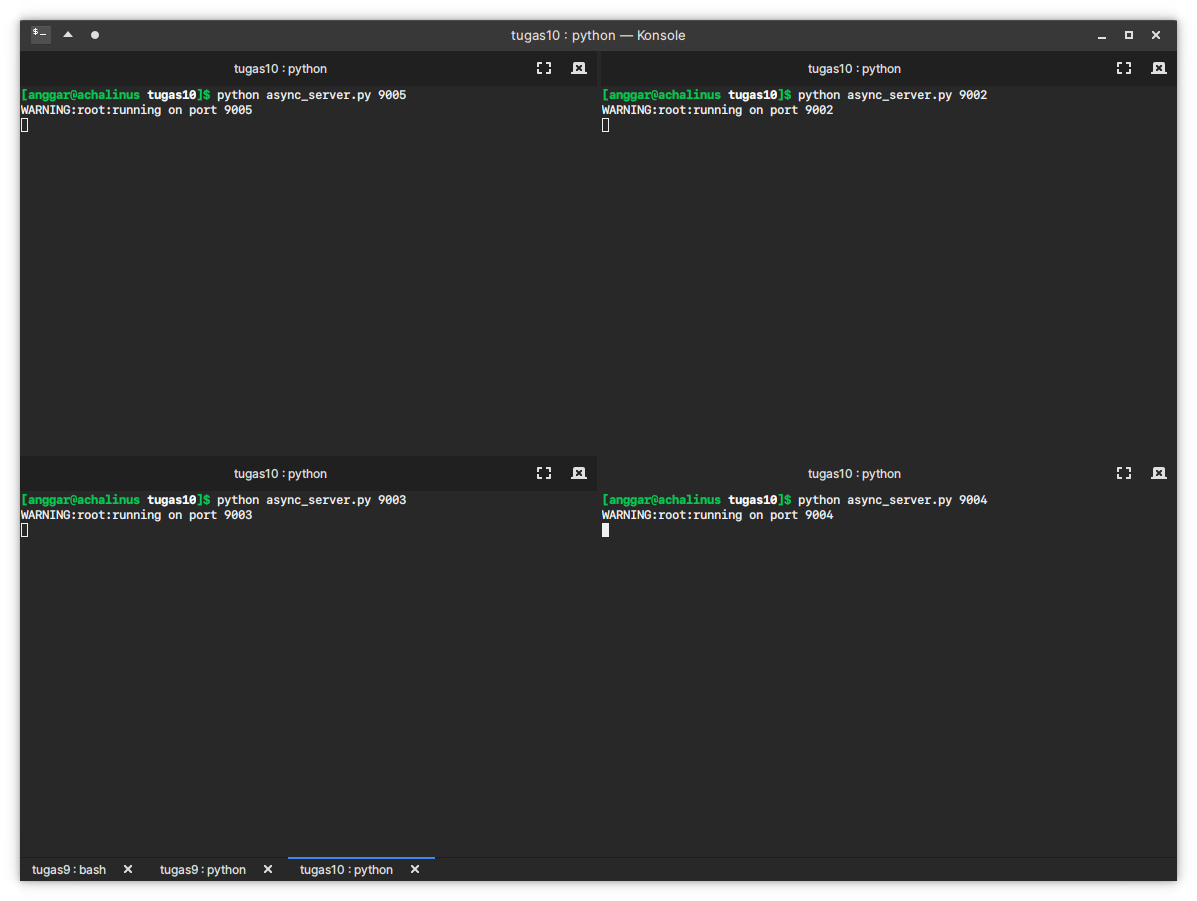 $_
tugas10 : python — Konsole
tugas10 : python
[anggar@achalinus tugas10]$ python async_server.py 9005
WARNING:root:running on port 9005
tugas10 : python
[anggar@achalinus tugas10]$ python async_server.py 9002
WARNING:root:running on port 9002
tugas10 : python
[anggar@achalinus tugas10]$ python async_server.py 9003
WARNING:root:running on port 9003
tugas10 : python
[anggar@achalinus tugas10]$ python async_server.py 9004
WARNING:root:running on port 9004
tugas9 : bash
tugas9 : python
tugas10 : python